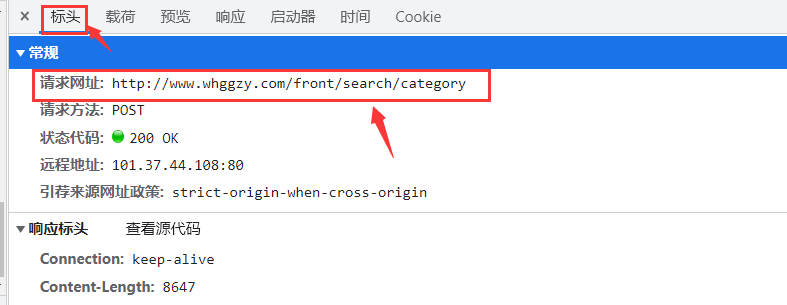 × 标头 载荷 预览 响应 启动器 时间 Cookie
▼常规
请求网址: http://www.whggzy.com/front/search/category
请求方法: POST
状态代码: 200 OK
远程地址: 101.37.44.108:80
引荐来源网址政策: strict-origin-when-cross-origin
▼响应标头 查看源代码
Connection: keep-alive
Content-Length: 8647